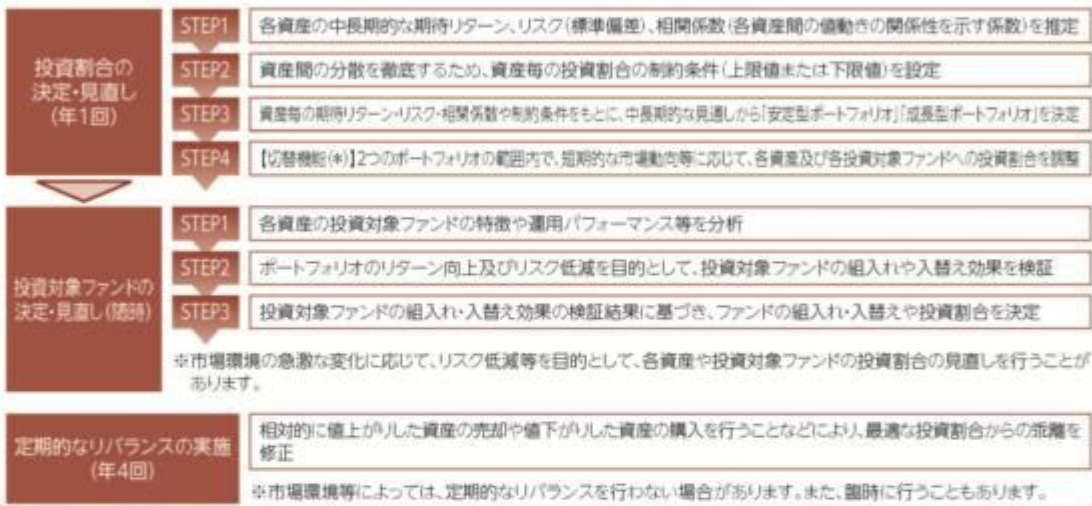 投資割合の
決定・見直し
(年1回)
STEP1
各資産の中長期的な期待リターン、リスク(標準偏差)、相関係数(各資産間の値動きの関係性を示す係数)を推定
STEP2
資産間の分散を徹底するため、資産毎の投資割合の制約条件(上限値または下限値)を設定
STEP3
資産毎の期待リターン・リスク・相関係数や制約条件をもとに、中長期的な見通しから「安定型ポートフォリオ」「成長型ポートフォリオ」を決定
STEP4
【切替機能(*)】2つのポートフォリオの範囲内で、短期的な市場動向等に応じて、各資産及び各投資対象ファンドへの投資割合を調整
投資対象ファンドの
決定・見直し(随時)
STEP1
各資産の投資対象ファンドの特徴や運用パフォーマンス等を分析
STEP2
ポートフォリオのリターン向上及びリスク低減を目的として、投資対象ファンドの組入れや入替え効果を検証
STEP3
投資対象ファンドの組入れ・入替え効果の検証結果に基づき、ファンドの組入れ・入替えや投資割合を決定
※市場環境の急激な変化に応じて、リスク低減等を目的として、各資産や投資対象ファンドの投資割合の見直しを行うことが
あります。
定期的なリバランスの実施
(年4回)
相対的に値上がりした資産の売却や値下がりした資産の購入を行うことなどにより、最適な投資割合からの乖離を
修正
※市場環境等によっては、定期的なリバランスを行わない場合があります。また、臨時に行うこともあります。